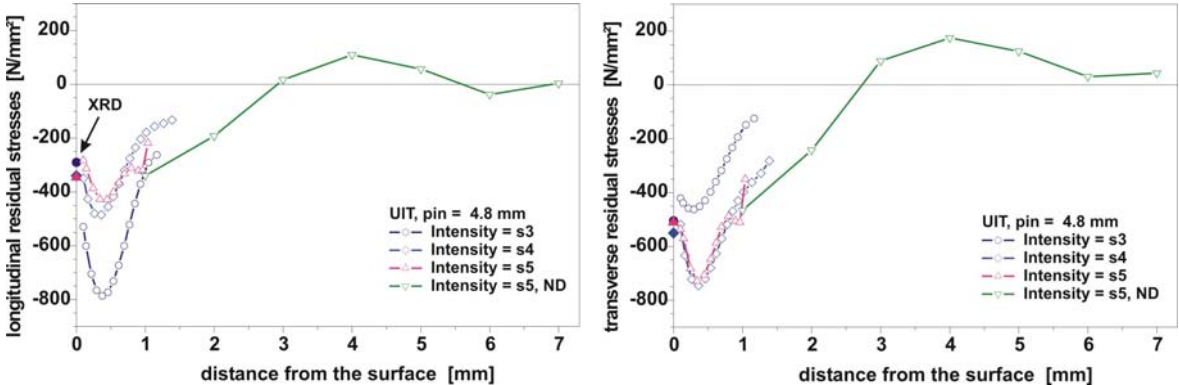 longitudinal residual stresses [N/mm²]
200
0
-200
-400
-600
-800
XRD
UIT, pin = 4.8 mm
Intensity = s3
Intensity = s4
Intensity = s5
Intensity = s5, ND
0 1 2 3 4 5 6 7
distance from the surface [mm]
transverse residual stresses [N/mm²]
200
0
-200
-400
-600
-800
UIT, pin = 4.8 mm
Intensity = s3
Intensity = s4
Intensity = s5
Intensity = s5, ND
0 1 2 3 4 5 6 7
distance from the surface [mm]